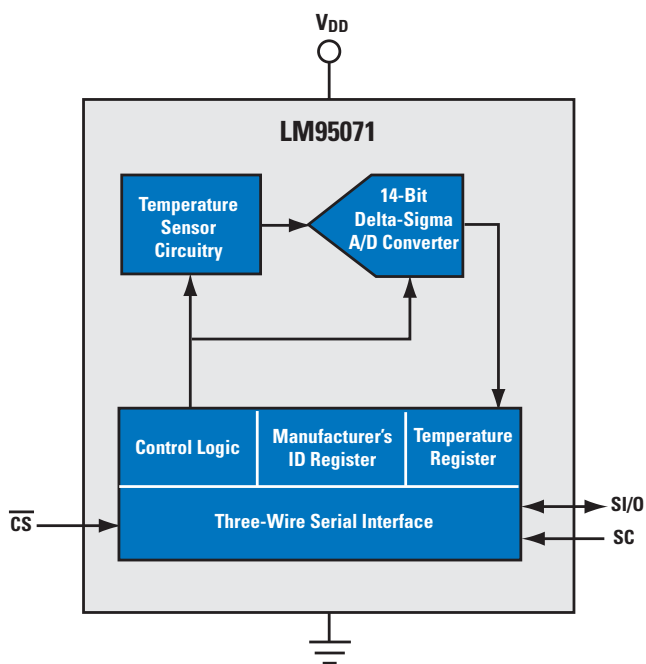 VDD
LM95071
Temperature
Sensor
Circuitry
14-Bit
Delta-Sigma
A/D Converter
Control Logic
Manufacturer's
ID Register
Temperature
Register
Three-Wire Serial Interface
CS
SI/O
SC